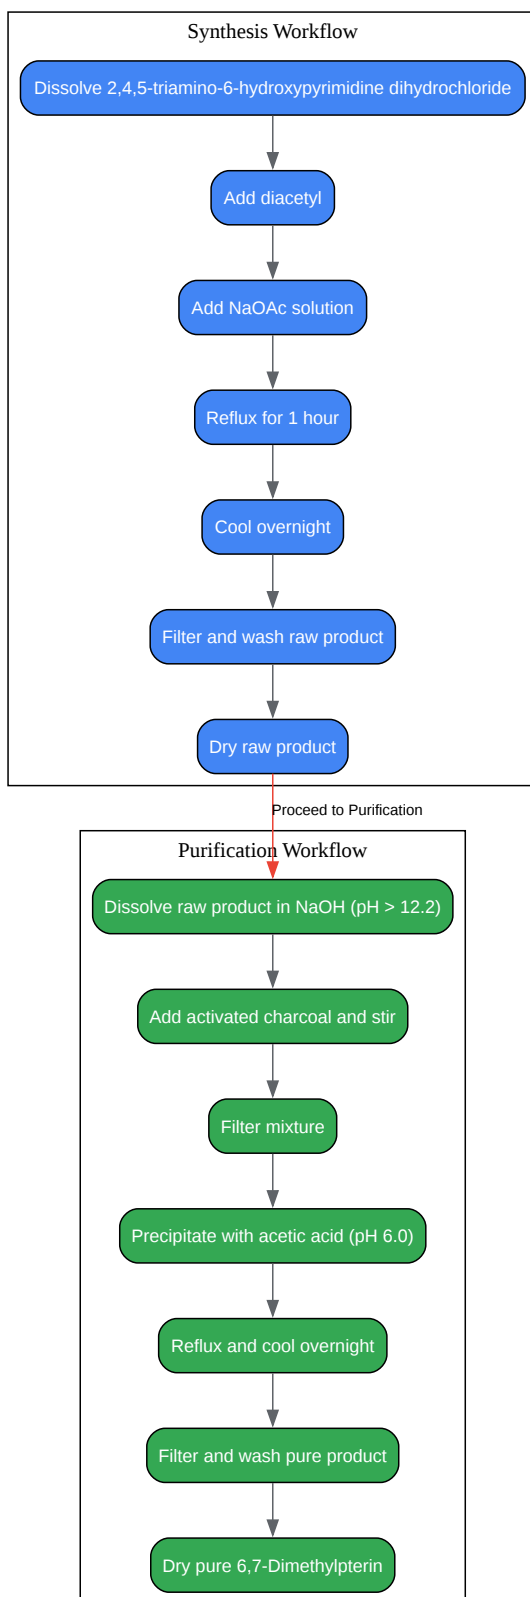 Synthesis Workflow
Dissolve 2,4,5-triamino-6-hydroxypyrimidine dihydrochloride
Add diacetyl
Add NaOAc solution
Reflux for 1 hour
Cool overnight
Filter and wash raw product
Dry raw product
Proceed to Purification
Purification Workflow
Dissolve raw product in NaOH (pH > 12.2)
Add activated charcoal and stir
Filter mixture
Precipitate with acetic acid (pH 6.0)
Reflux and cool overnight
Filter and wash pure product
Dry pure 6,7-Dimethylpterin